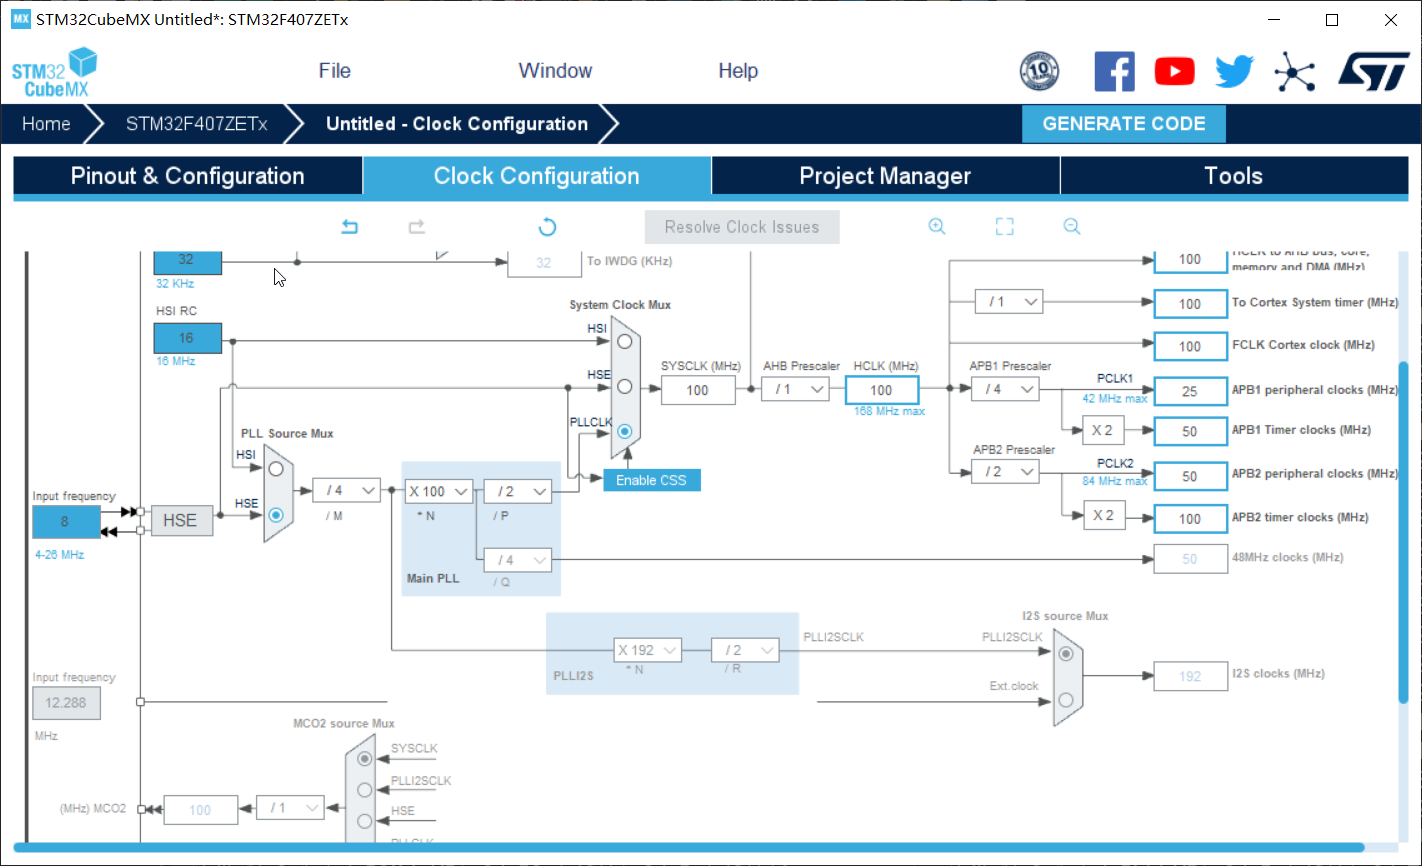 MX STM32CubeMX Untitled*: STM32F407ZETx
STM32
CubeMX
File
Window
Help
10
Home
STM32F407ZETx
Untitled - Clock Configuration
GENERATE CODE
Pinout & Configuration
Clock Configuration
Project Manager
Tools
Resolve Clock Issues
32
32 KHz
32
To IWDG (KHz)
100
HCLK to AHB bus, core,
memory and DMA (MHz)
HSI RC
16
16 MHz
System Clock Mux
HSI
HSE
PLLCLK
Enable CSS
SYSCLK (MHz)
100
AHB Prescaler
/ 1
HCLK (MHz)
100
168 MHz max
/ 1
100
To Cortex System timer (MHz)
100
FCLK Cortex clock (MHz)
APB1 Prescaler
/ 4
PCLK1
42 MHz max
25
APB1 peripheral clocks (MHz)
X 2
50
APB1 Timer clocks (MHz)
APB2 Prescaler
/ 2
PCLK2
84 MHz max
50
APB2 peripheral clocks (MHz)
X 2
100
APB2 timer clocks (MHz)
PLL Source Mux
HSI
HSE
Input frequency
8
4-26 MHz
HSE
/ 4
/ M
X 100
* N
/ 2
/ P
/ 4
/ Q
Main PLL
50
48MHz clocks (MHz)
X 192
* N
/ 2
/ R
PLLI2S
PLLI2SCLK
I2S source Mux
PLLI2SCLK
Ext.clock
192
I2S clocks (MHz)
Input frequency
12.288
MHz
MCO2 source Mux
SYSCLK
PLLI2SCLK
HSE
PLLCLK
(MHz) MCO2
100
/ 1